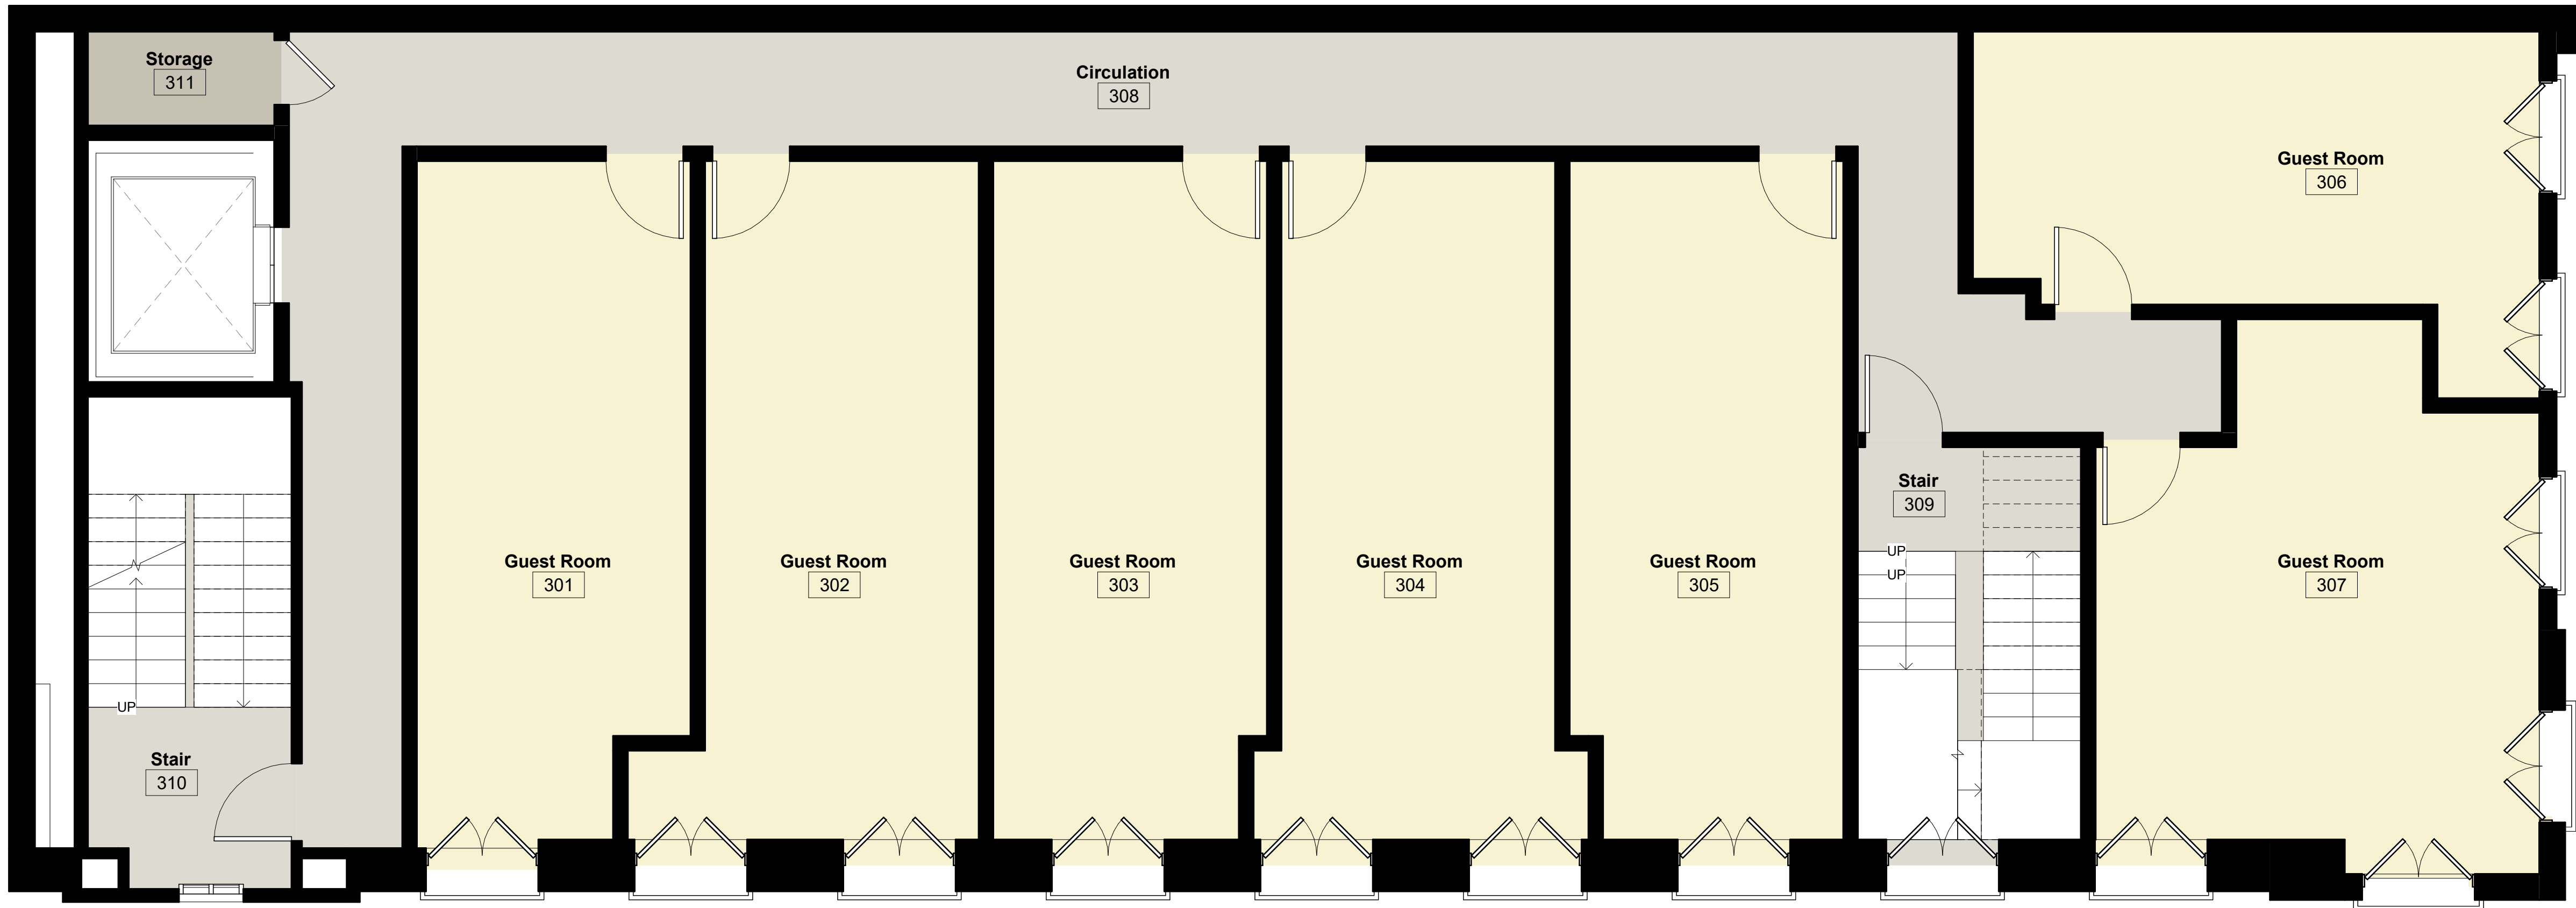 Storage
311
Circulation
308
Guest Room
306
Stair
309
UP
UP
Guest Room
301
Guest Room
302
Guest Room
303
Guest Room
304
Guest Room
305
Guest Room
307
UP
Stair
310